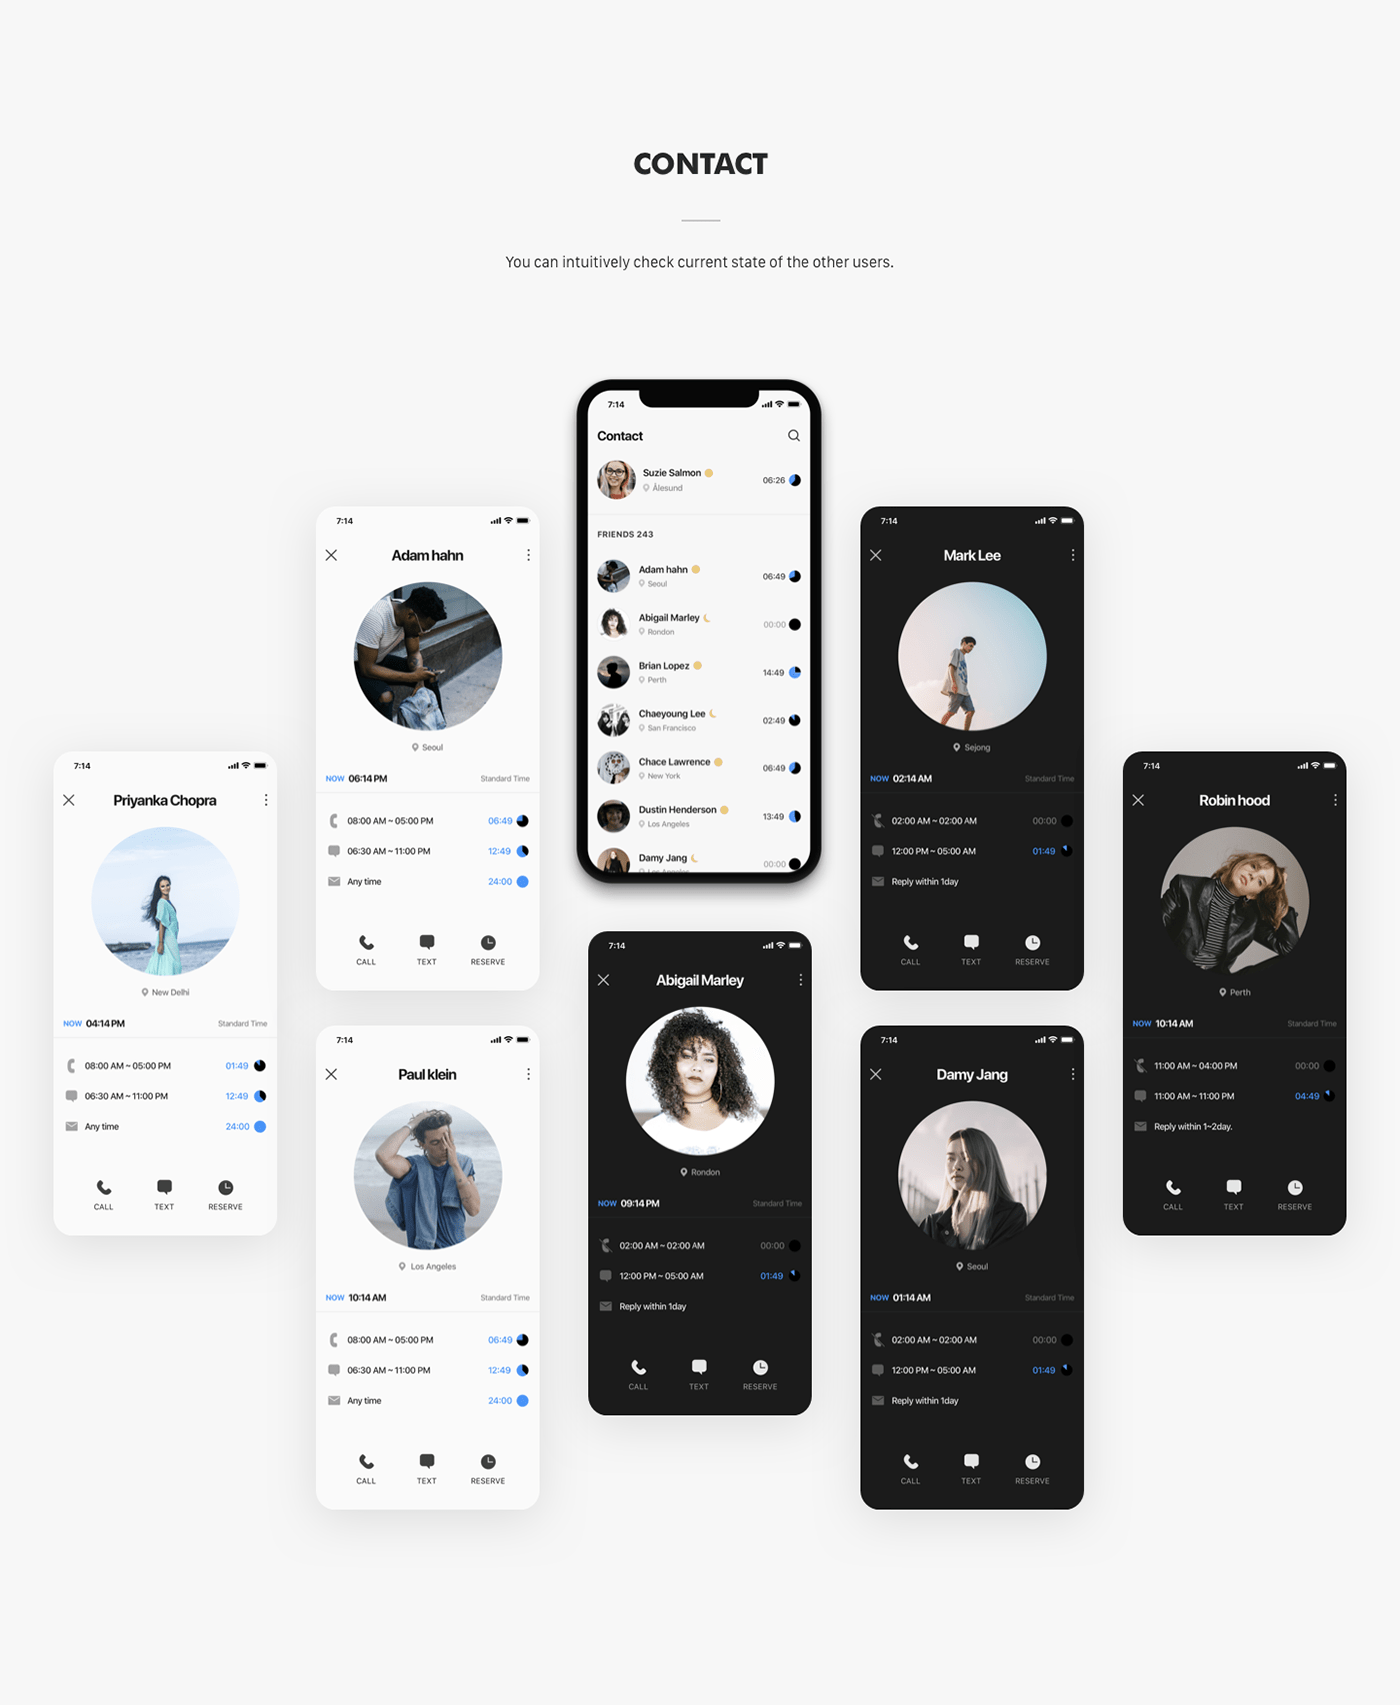 CONTACT
You can intuitively check current state of the other users.
7:14
Contact
Suzie Salmon
Ålesund
06:26
FRIENDS 243
Adam hahn
Seoul
06:49
Abigail Marley
Rondon
00:00
Brian Lopez
Perth
14:49
Chaeyoung Lee
San Francisco
02:49
Chace Lawrence
New York
06:49
Dustin Henderson
Los Angeles
13:49
Damy Jang
Los Angeles
00:00
7:14
Adam hahn
Seoul
NOW 06:14 PM Standard Time
08:00 AM ~ 05:00 PM 06:49
06:30 AM ~ 11:00 PM 12:49
Any time 24:00
CALL TEXT RESERVE
7:14
Mark Lee
Sejong
NOW 02:14 AM Standard Time
02:00 AM ~ 02:00 AM 00:00
12:00 PM ~ 05:00 AM 01:49
Reply within 1day
CALL TEXT RESERVE
7:14
Priyanka Chopra
New Delhi
NOW 04:14 PM Standard Time
08:00 AM ~ 05:00 PM 01:49
06:30 AM ~ 11:00 PM 12:49
Any time 24:00
CALL TEXT RESERVE
7:14
Robin hood
Perth
NOW 10:14 AM Standard Time
11:00 AM ~ 04:00 PM 00:00
11:00 AM ~ 11:00 PM 04:49
Reply within 1~2day.
CALL TEXT RESERVE
7:14
Abigail Marley
Rondon
NOW 09:14 PM Standard Time
02:00 AM ~ 02:00 AM 00:00
12:00 PM ~ 05:00 AM 01:49
Reply within 1day
CALL TEXT RESERVE
7:14
Paul klein
Los Angeles
NOW 10:14 AM Standard Time
08:00 AM ~ 05:00 PM 06:49
06:30 AM ~ 11:00 PM 12:49
Any time 24:00
CALL TEXT RESERVE
7:14
Damy Jang
Seoul
NOW 01:14 AM Standard Time
02:00 AM ~ 02:00 AM 00:00
12:00 PM ~ 05:00 AM 01:49
Reply within 1day
CALL TEXT RESERVE